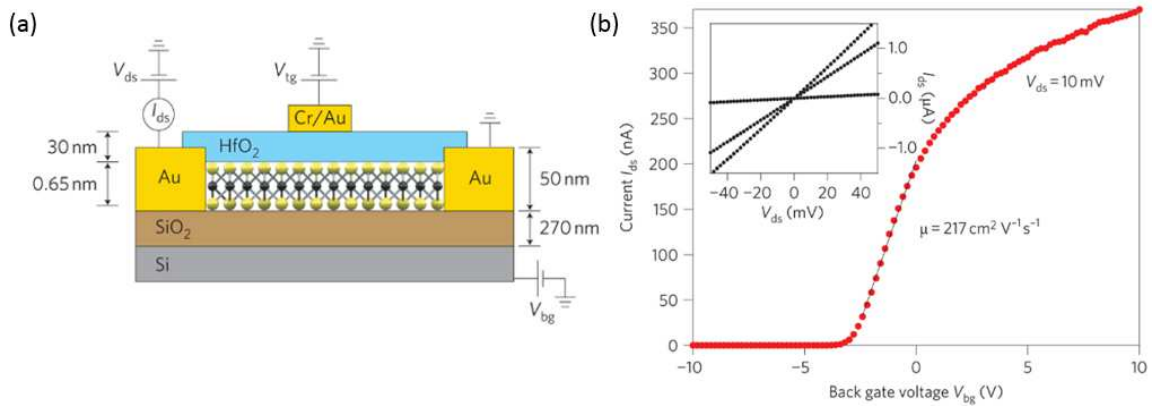 (a)
V_ds
V_tg
I_ds
Cr/Au
HfO₂
30 nm
0.65 nm
Au
Au
50 nm
SiO₂
270 nm
Si
V_bg
(b)
400
350
300
250
200
150
100
50
0
Current I_ds (nA)
−10
−5
0
5
10
Back gate voltage V_bg (V)
V_ds = 10 mV
μ = 217 cm² V⁻¹ s⁻¹
1.0
0.0
−1.0
I_ds (μA)
−40
−20
0
20
40
V_ds (mV)